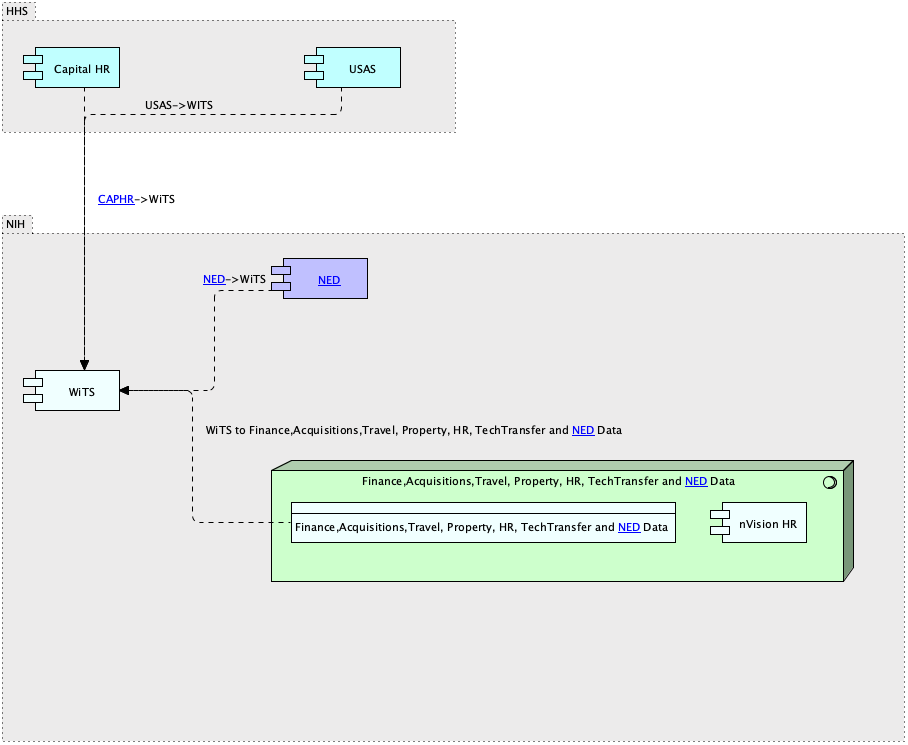 HHS
Capital HR
USAS
USAS->WITS
CAPHR->WiTS
NIH
NED->WiTS
NED
WiTS
WiTS to Finance,Acquisitions,Travel, Property, HR, TechTransfer and NED Data
Finance,Acquisitions,Travel, Property, HR, TechTransfer and NED Data
Finance,Acquisitions,Travel, Property, HR, TechTransfer and NED Data
nVision HR